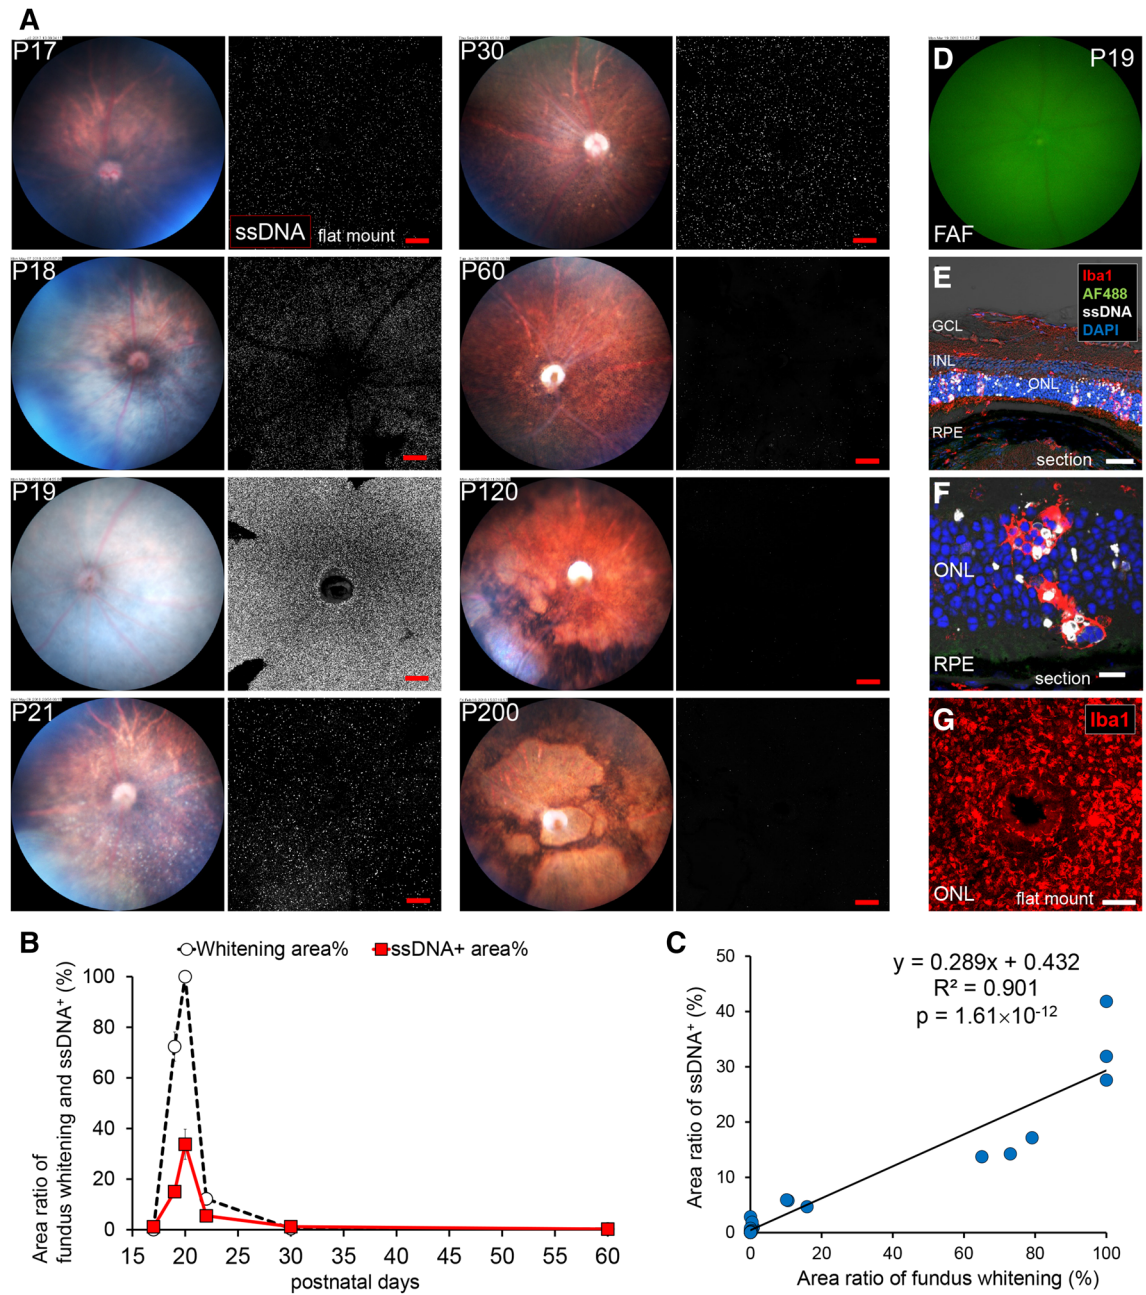 A
P17
ssDNA flat mount
P30
P18
P60
P19
P120
P21
P200
D P19
FAF
E
Iba1
AF488
ssDNA
DAPI
GCL
INL
ONL
RPE
section
F
ONL
RPE
section
G Iba1
ONL
flat mount
B
Whitening area% ssDNA+ area%
Area ratio of
fundus whitening and ssDNA⁺ (%)
100
80
60
40
20
0
15 20 25 30 35 40 45 50 55 60
postnatal days
C
y = 0.289x + 0.432
R² = 0.901
p = 1.61×10⁻¹²
Area ratio of ssDNA⁺ (%)
50
40
30
20
10
0
0 20 40 60 80 100
Area ratio of fundus whitening (%)